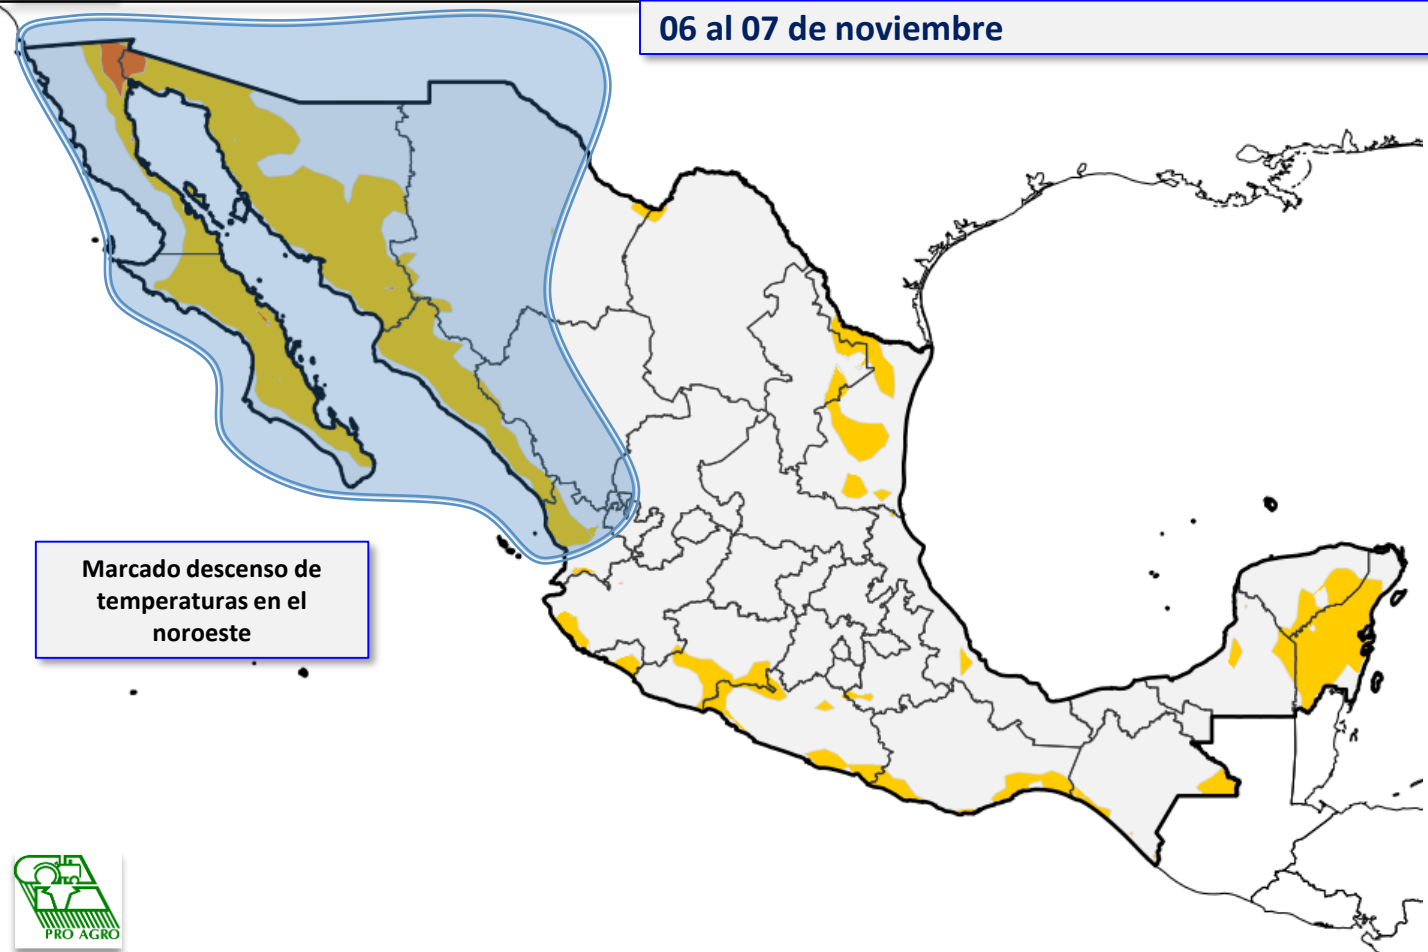 06 al 07 de noviembre
Marcado descenso de
temperaturas en el
noroeste
PRO AGRO